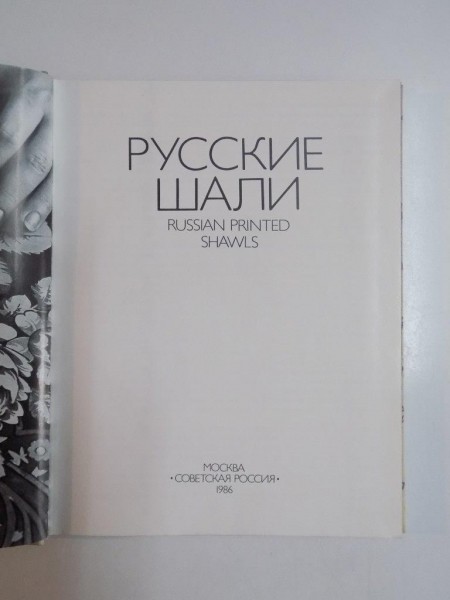 РУССКИЕ
ШАЛИ
RUSSIAN PRINTED
SHAWLS
МОСКВА
·СОВЕТСКАЯ РОССИЯ·
1986